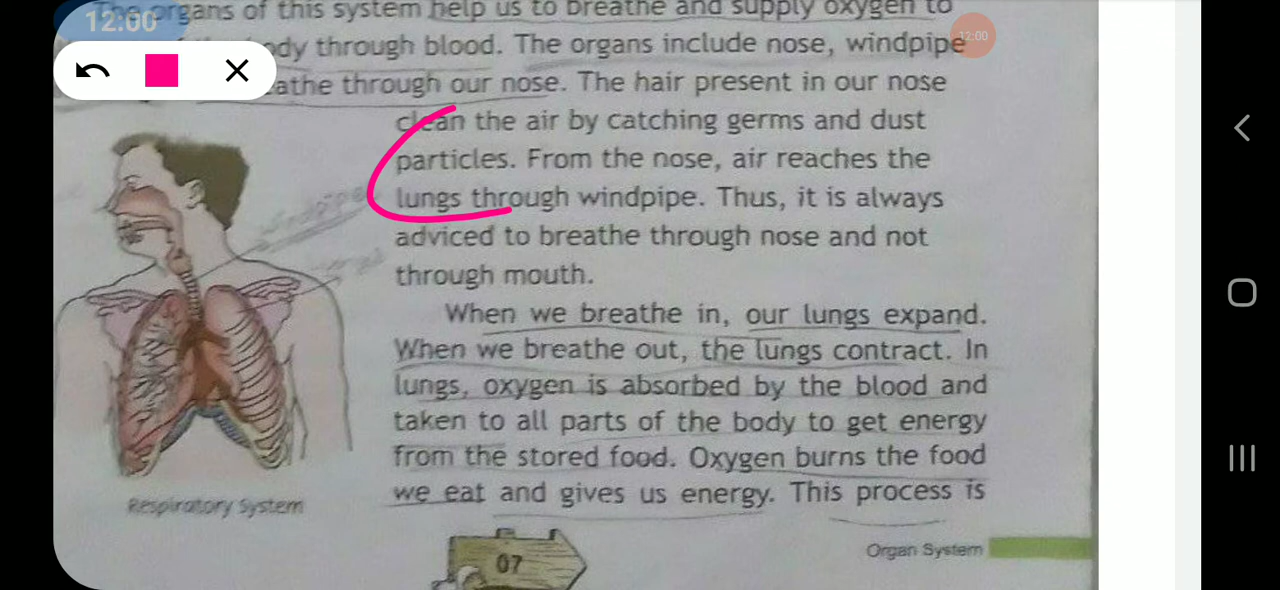 12:00
The organs of this system help us to breathe and supply oxygen to
body through blood. The organs include nose, windpipe
12:00
breathe through our nose. The hair present in our nose
clean the air by catching germs and dust
particles. From the nose, air reaches the
lungs through windpipe. Thus, it is always
adviced to breathe through nose and not
through mouth.
When we breathe in, our lungs expand.
When we breathe out, the lungs contract. In
lungs, oxygen is absorbed by the blood and
taken to all parts of the body to get energy
from the stored food. Oxygen burns the food
we eat and gives us energy. This process is
windpipe
Respiratory System
Organ System
07